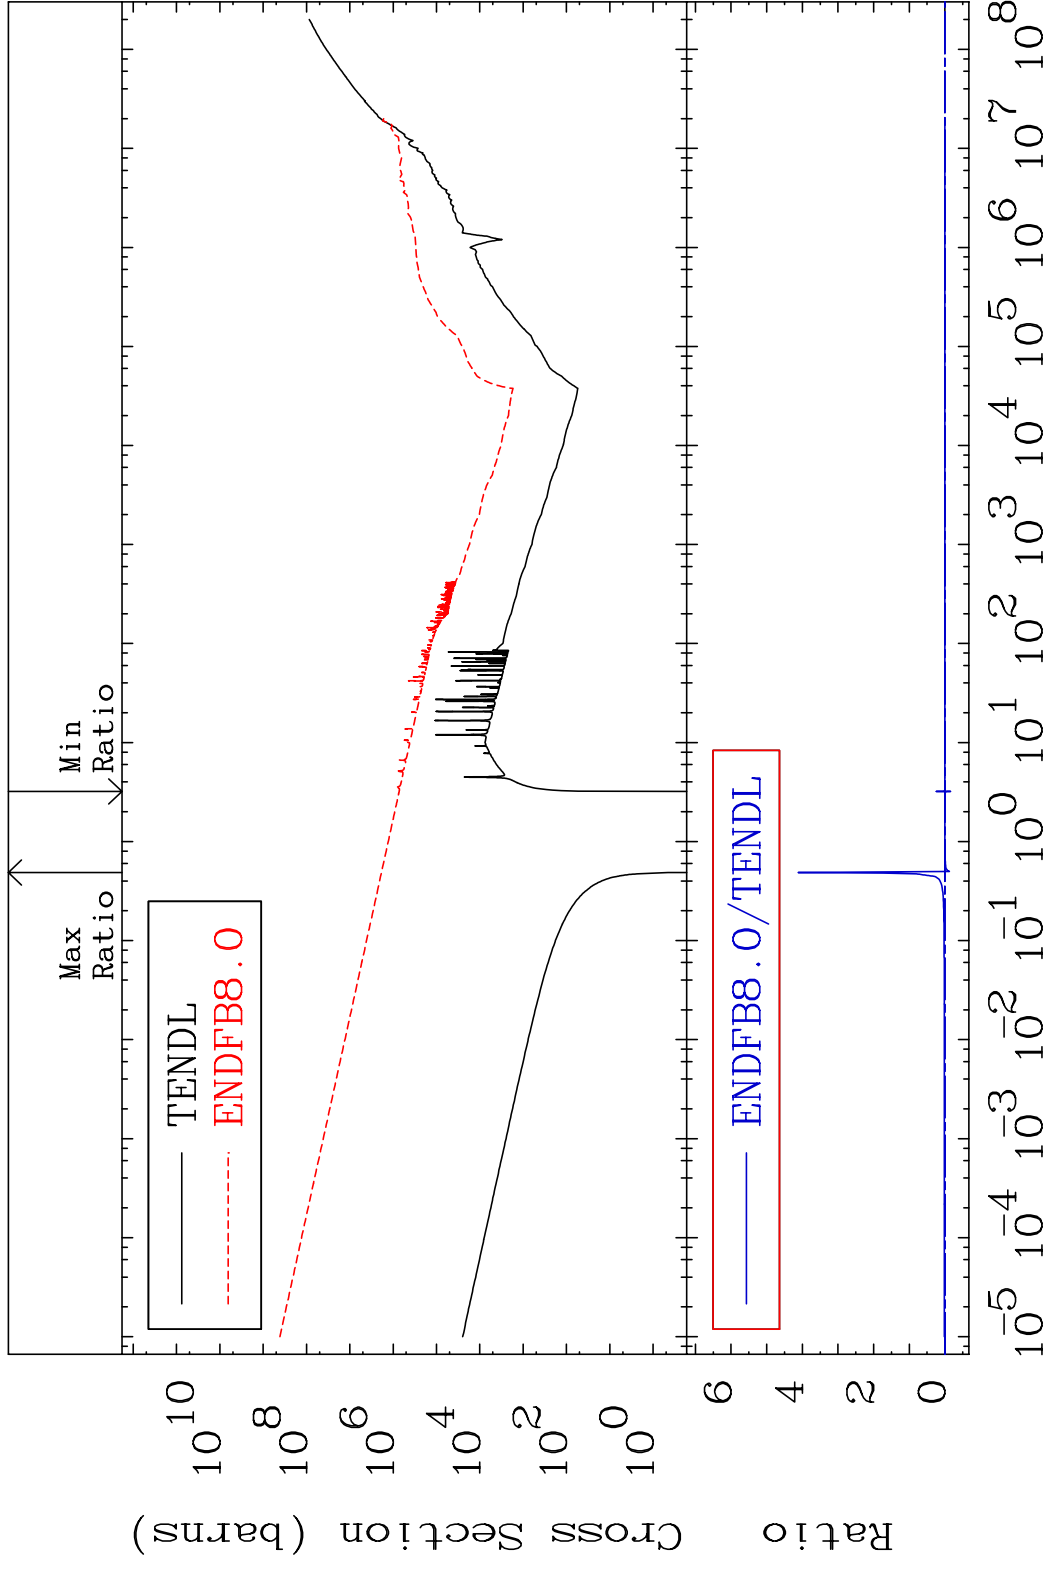 Max
Ratio
Min
Ratio
TENDL
ENDFB8.0
10 10
10 8
10 6
10 4
10 2
10 0
Cross Section (barns)
ENDFB8.0/TENDL
6
4
2
0
Ratio
10-5 10-4 10-3 10-2 10-1 10 0 10 1 10 2 10 3 10 4 10 5 10 6 10 7 10 8